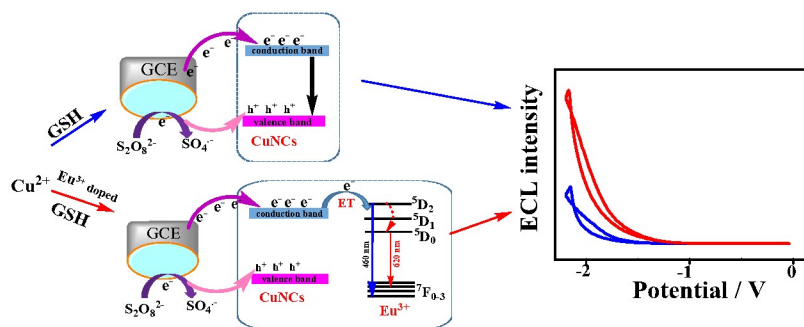 GCE
e⁻ e⁻ e⁻ e⁻
e⁻ e⁻ e⁻
conduction band
h⁺ h⁺ h⁺
valence band
CuNCs
e⁻
S₂O₈²⁻
SO₄·⁻
GSH
Cu²⁺
Eu³⁺ doped
GSH
GCE
e⁻ e⁻ e
e⁻ e⁻ e⁻
conduction band
h⁺ h⁺ h⁺
valence band
CuNCs
e⁻
S₂O₈²⁻
SO₄·⁻
e⁻
ET
⁵D₂
⁵D₁
⁵D₀
460 nm
620 nm
⁷F₀₋₃
Eu³⁺
ECL intensity
-2
-1
0
Potential / V